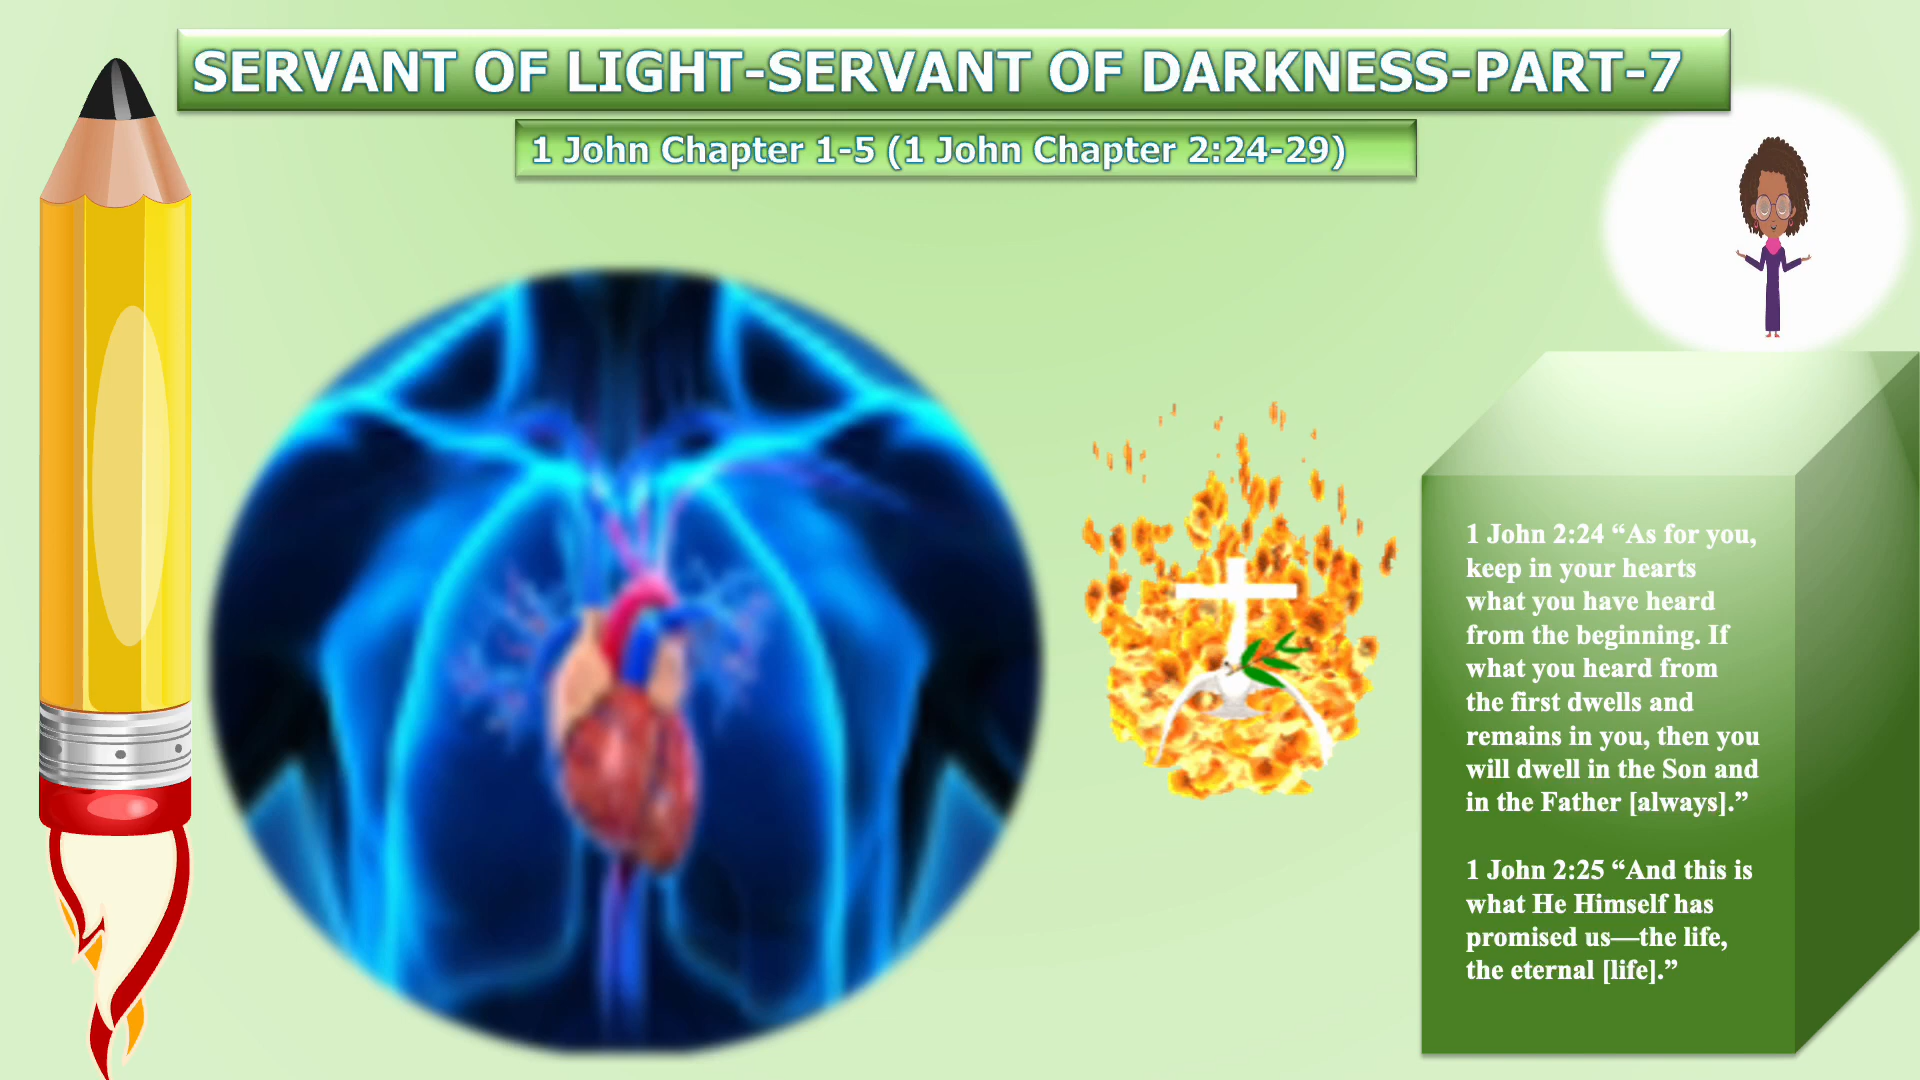 SERVANT OF LIGHT-SERVANT OF DARKNESS-PART-7
1 John Chapter 1-5 (1 John Chapter 2:24-29)
1 John 2:24 “As for you,
keep in your hearts
what you have heard
from the beginning. If
what you heard from
the first dwells and
remains in you, then you
will dwell in the Son and
in the Father [always].”
1 John 2:25 “And this is
what He Himself has
promised us—the life,
the eternal [life].”